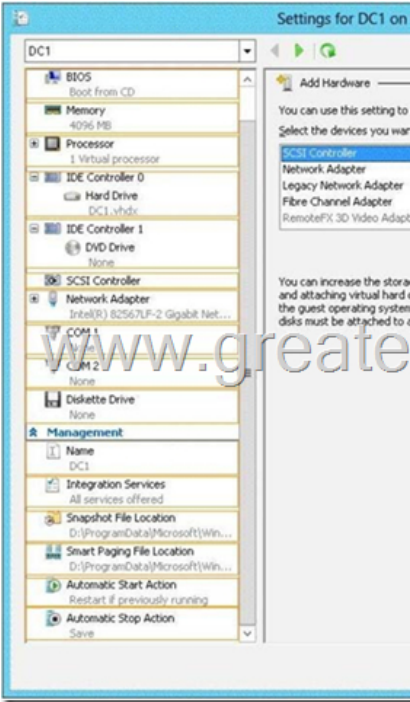 Settings for DC1 on
DC1
BIOS
Boot from CD
Memory
4096 MB
Processor
1 Virtual processor
IDE Controller 0
Hard Drive
DC1.vhdx
IDE Controller 1
DVD Drive
None
SCSI Controller
Network Adapter
Intel(R) 82567LF-2 Gigabit Net...
COM 1
None
COM 2
None
Diskette Drive
None
Management
Name
DC1
Integration Services
All services offered
Snapshot File Location
D:\ProgramData\Microsoft\Win...
Smart Paging File Location
D:\ProgramData\Microsoft\Win...
Automatic Start Action
Restart if previously running
Automatic Stop Action
Save
Add Hardware
You can use this setting to
Select the devices you wan
SCSI Controller
Network Adapter
Legacy Network Adapter
Fibre Channel Adapter
RemoteFX 3D Video Adapt
You can increase the stora
and attaching virtual hard
the guest operating system
disks must be attached to
www.greate